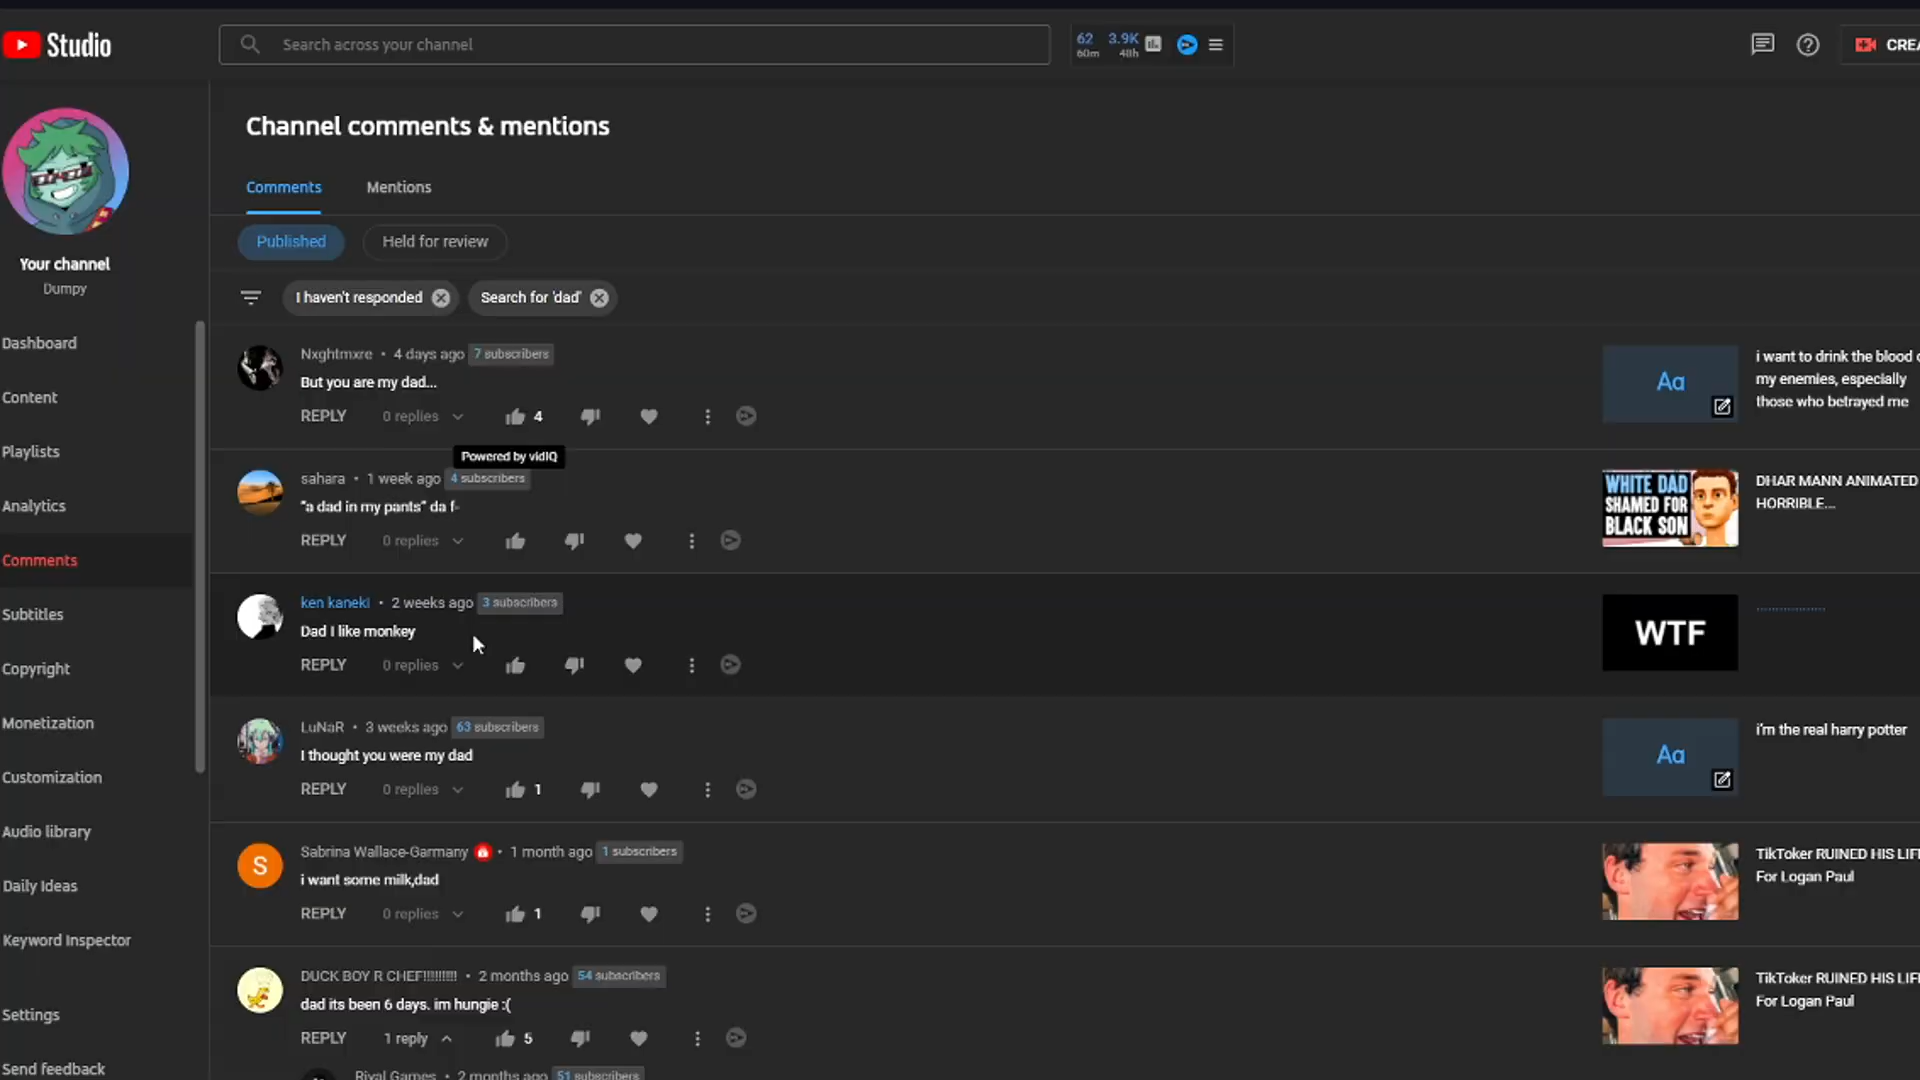 Studio
Search across your channel
62
60m
3.9K
48h
Channel comments & mentions
Comments
Mentions
Published
Held for review
I haven't responded
Search for 'dad'
Your channel
Dumpy
Dashboard
Content
Playlists
Analytics
Comments
Subtitles
Copyright
Monetization
Customization
Audio library
Daily Ideas
Keyword Inspector
Settings
Send feedback
Nxghtmxre • 4 days ago 7 subscribers
But you are my dad...
REPLY 0 replies 4
Aa
i want to drink the blood
my enemies, especially
those who betrayed me
Powered by vidIQ
sahara • 1 week ago 4 subscribers
"a dad in my pants" da f-
REPLY 0 replies
WHITE DAD
SHAMED FOR
BLACK SON
DHAR MANN ANIMATED
HORRIBLE...
ken kaneki • 2 weeks ago 3 subscribers
Dad I like monkey
REPLY 0 replies
WTF
LuNaR • 3 weeks ago 63 subscribers
I thought you were my dad
REPLY 0 replies 1
Aa
i'm the real harry potter
S
Sabrina Wallace-Garmany • 1 month ago 1 subscribers
i want some milk,dad
REPLY 0 replies 1
TikToker RUINED HIS
For Logan Paul
DUCK BOY R CHEF!!!!!!!!!! • 2 months ago 54 subscribers
dad its been 6 days. im hungie :(
REPLY 1 reply 5
TikToker RUINED HIS
For Logan Paul
Rival Games • 2 months ago 51 subscribers